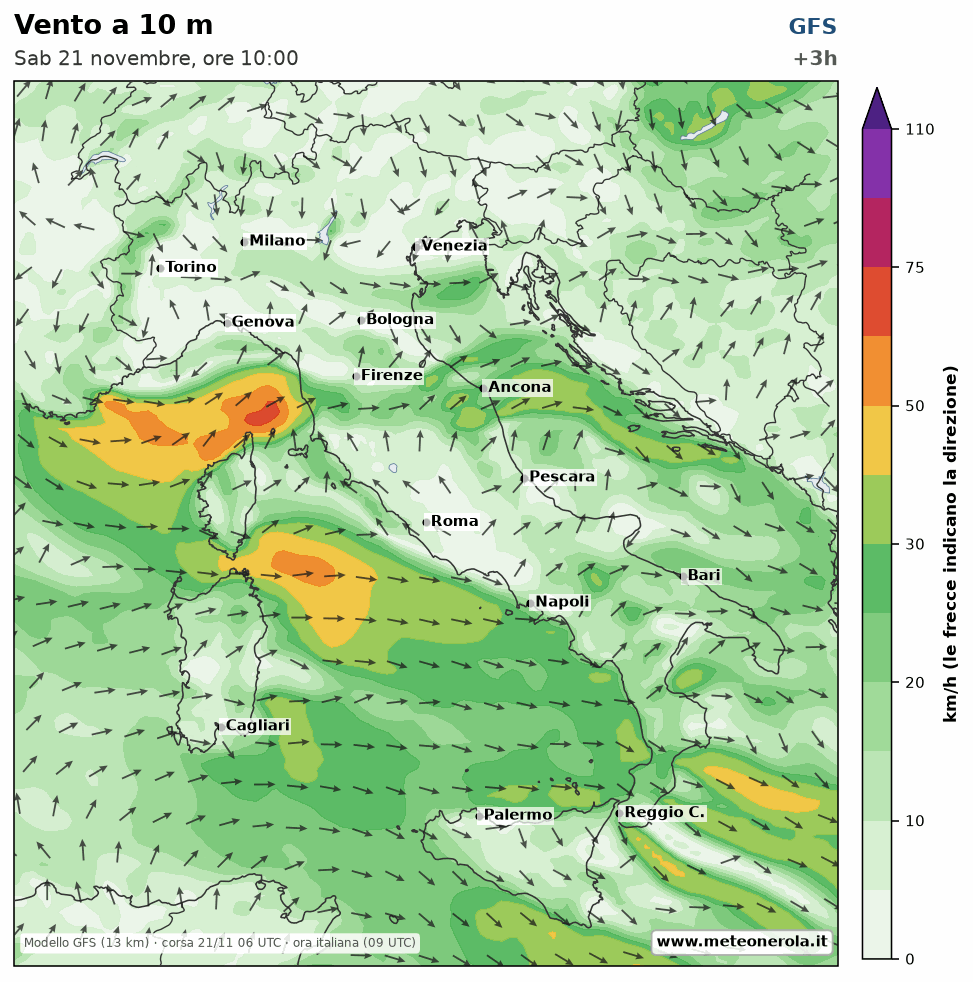 Vento a 10 m
GFS
Sab 21 novembre, ore 10:00
+3h
Milano
Venezia
Torino
Genova
Bologna
Firenze
Ancona
Pescara
Roma
Bari
Napoli
Cagliari
Palermo
Reggio C.
Modello GFS (13 km) · corsa 21/11 06 UTC · ora italiana (09 UTC)
www.meteonerola.it
110
75
50
30
20
10
0
km/h (le frecce indicano la direzione)